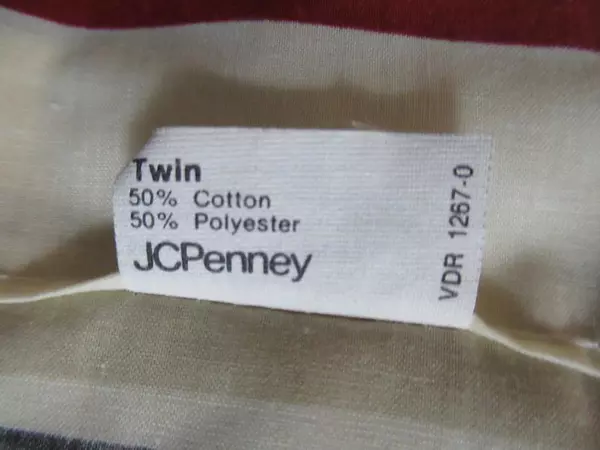 Twin
50% Cotton
50% Polyester
JCPenney
VDR 1267-0